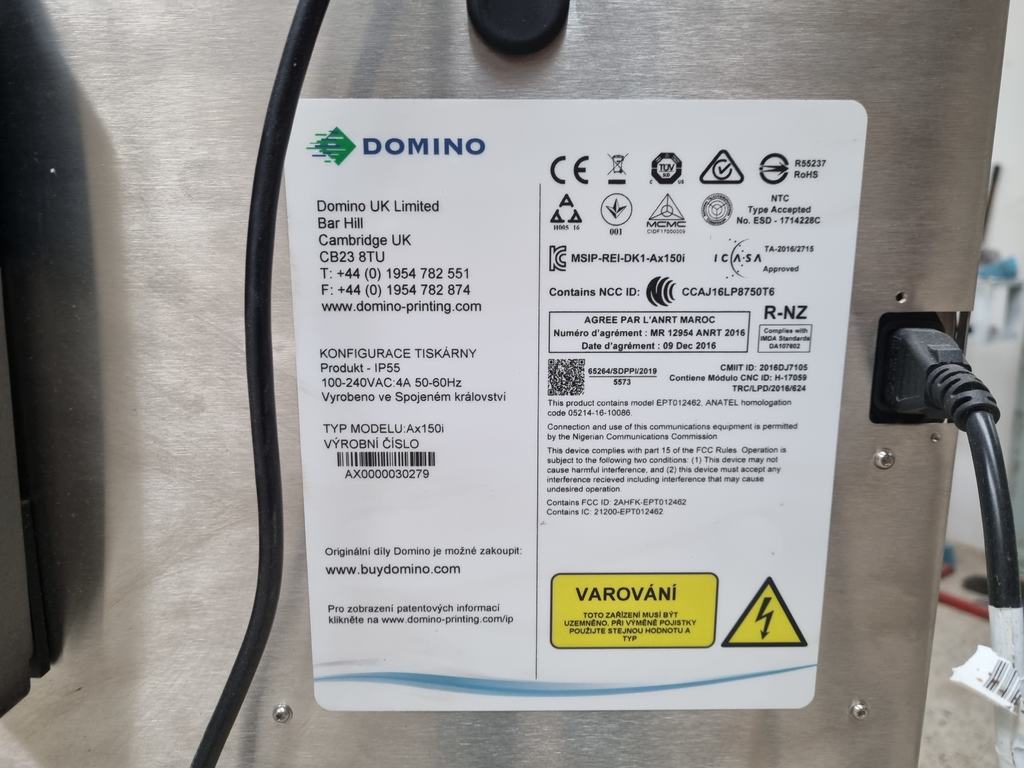 DOMINO
Domino UK Limited
Bar Hill
Cambridge UK
CB23 8TU
T: +44 (0) 1954 782 551
F: +44 (0) 1954 782 874
www.domino-printing.com
KONFIGURACE TISKÁRNY
Produkt - IP55
100-240VAC:4A 50-60Hz
Vyrobeno ve Spojeném království
TYP MODELU:Ax150i
VÝROBNÍ ČÍSLO
AX0000030279
Originální díly Domino je možné zakoupit:
www.buydomino.com
Pro zobrazení patentových informací
klikněte na www.domino-printing.com/ip
CE
C TÜV SÜD US
R55237
RoHS
H005 16
001
MCMC
CIDF17000009
NTC
Type Accepted
No. ESD - 1714228C
MSIP-REI-DK1-Ax150i
ICASA
TA-2016/2715
Approved
Contains NCC ID:
CCAJ16LP8750T6
AGREE PAR L'ANRT MAROC
Numéro d'agrément : MR 12954 ANRT 2016
Date d'agrément : 09 Dec 2016
R-NZ
Complies with
IMDA Standards
DA107602
65264/SDPPI/2019
5573
CMIIT ID: 2016DJ7105
Contiene Módulo CNC ID: H-17059
TRC/LPD/2016/624
This product contains model EPT012462, ANATEL homologation
code 05214-16-10086.
Connection and use of this communications equipment is permitted
by the Nigerian Communications Commission
This device complies with part 15 of the FCC Rules. Operation is
subject to the following two conditions: (1) This device may not
cause harmful interference, and (2) this device must accept any
interference recieved including interference that may cause
undesired operation
Contains FCC ID: 2AHFK-EPT012462
Contains IC: 21200-EPT012462
VAROVÁNÍ
TOTO ZAŘÍZENÍ MUSÍ BÝT
UZEMNĚNO, PŘI VÝMĚNĚ POJISTKY
POUŽIJTE STEJNOU HODNOTU A
TYP